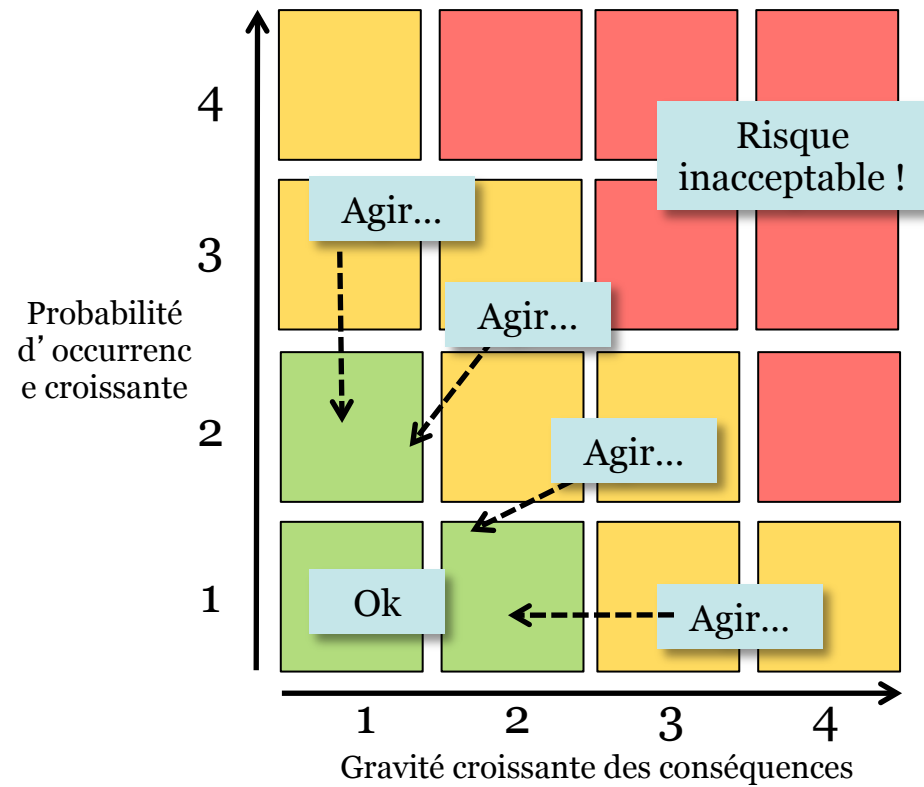 4
Risque
inacceptable !
Agir...
3
Probabilité
d’ occurrenc
e croissante
Agir...
2
Agir...
1
Ok
Agir...
1 2 3 4
Gravité croissante des conséquences